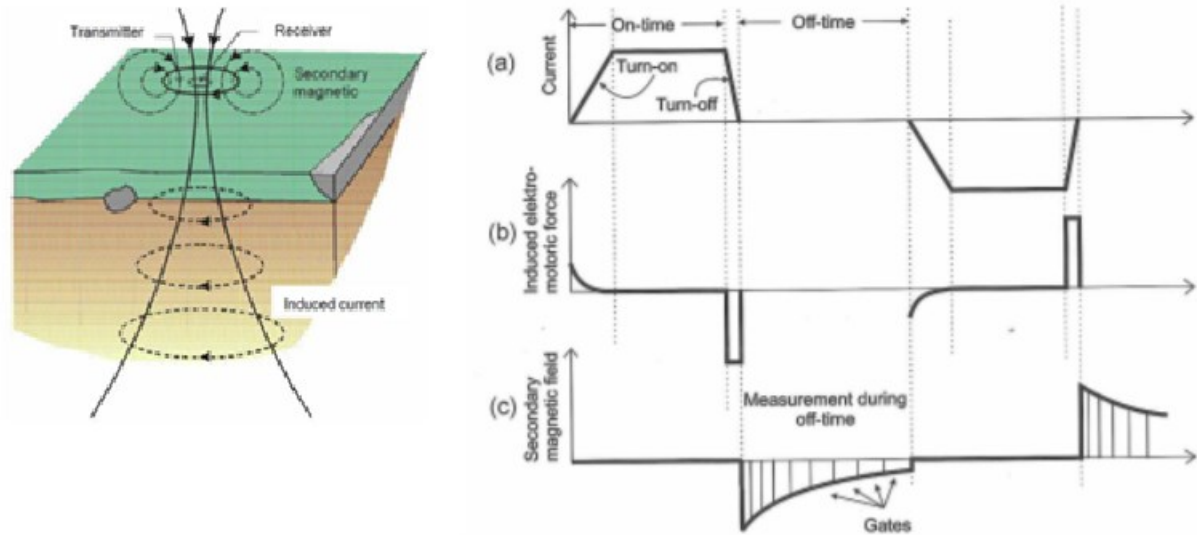 Transmitter
Receiver
Secondary
magnetic
Induced current
On-time
Off-time
(a)
Current
Turn-on
Turn-off
(b)
Induced elektro-
motoric force
(c)
Secondary
magnetic field
Measurement during
off-time
Gates